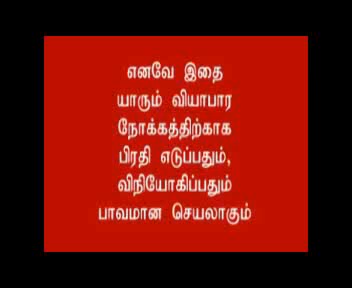 எனவே இதை
யாரும் வியாபார
நோக்கத்திற்காக
பிரதி எடுப்பதும்,
வினியோகிப்பதும்
பாவமான செயலாகும்